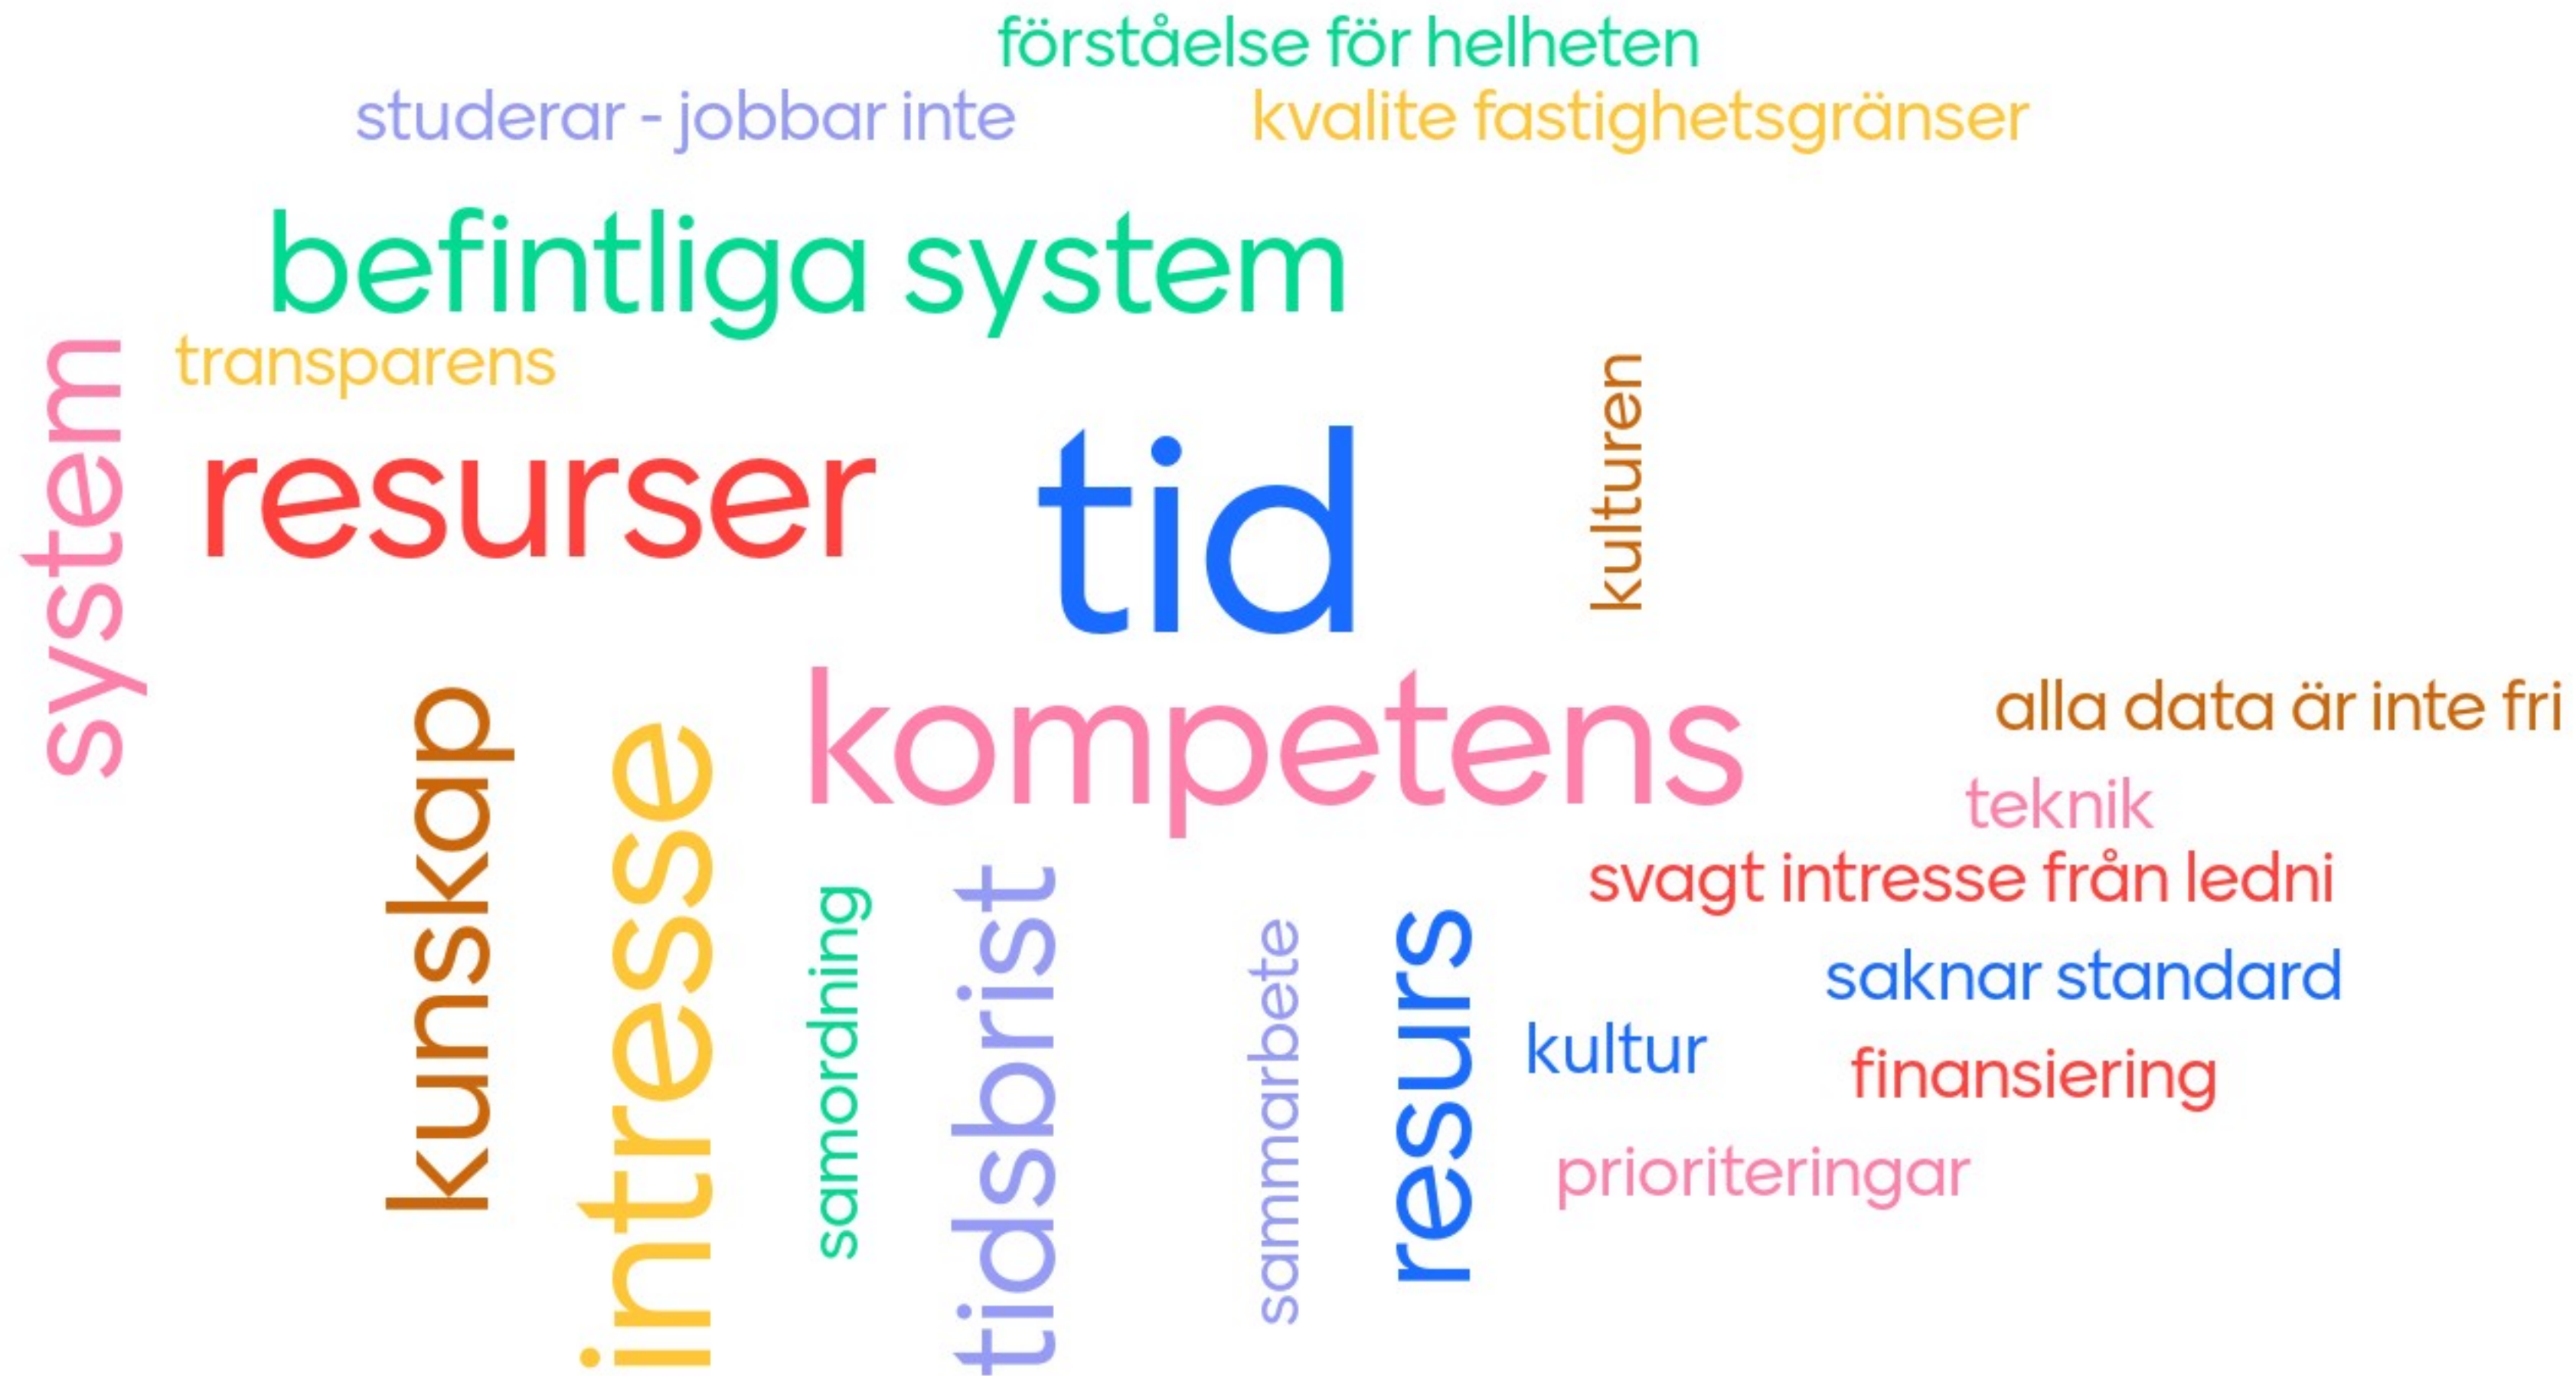 förståelse för helheten
studerar - jobbar inte
kvalite fastighetsgränser
befintliga system
system
transparens
kulturen
resurser
tid
kompetens
alla data är inte fri
kunskap
intresse
teknik
svagt intresse från ledni
samordning
tidsbrist
sammarbete
resurs
saknar standard
kultur
finansiering
prioriteringar